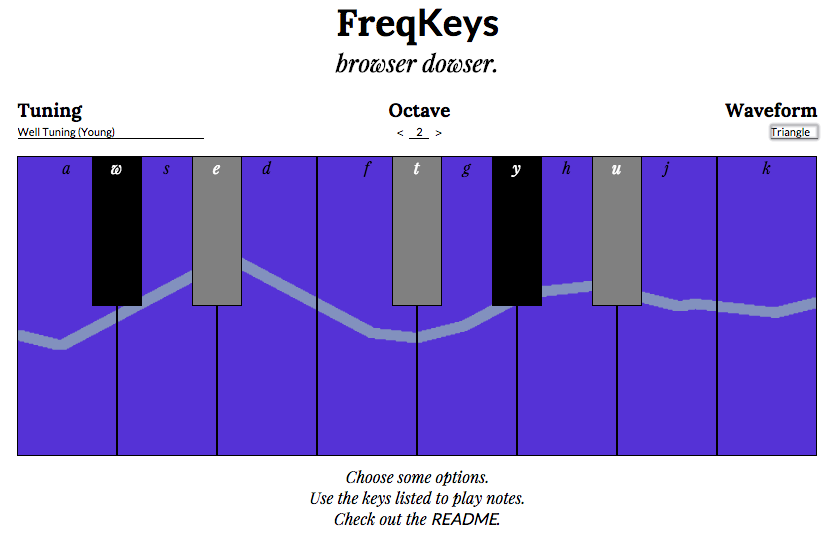 FreqKeys
browser dowser.
Tuning Octave Waveform
Well Tuning (Young) < 2 > Triangle
a w s e d f t g y h u j k
Choose some options.
Use the keys listed to play notes.
Check out the README.